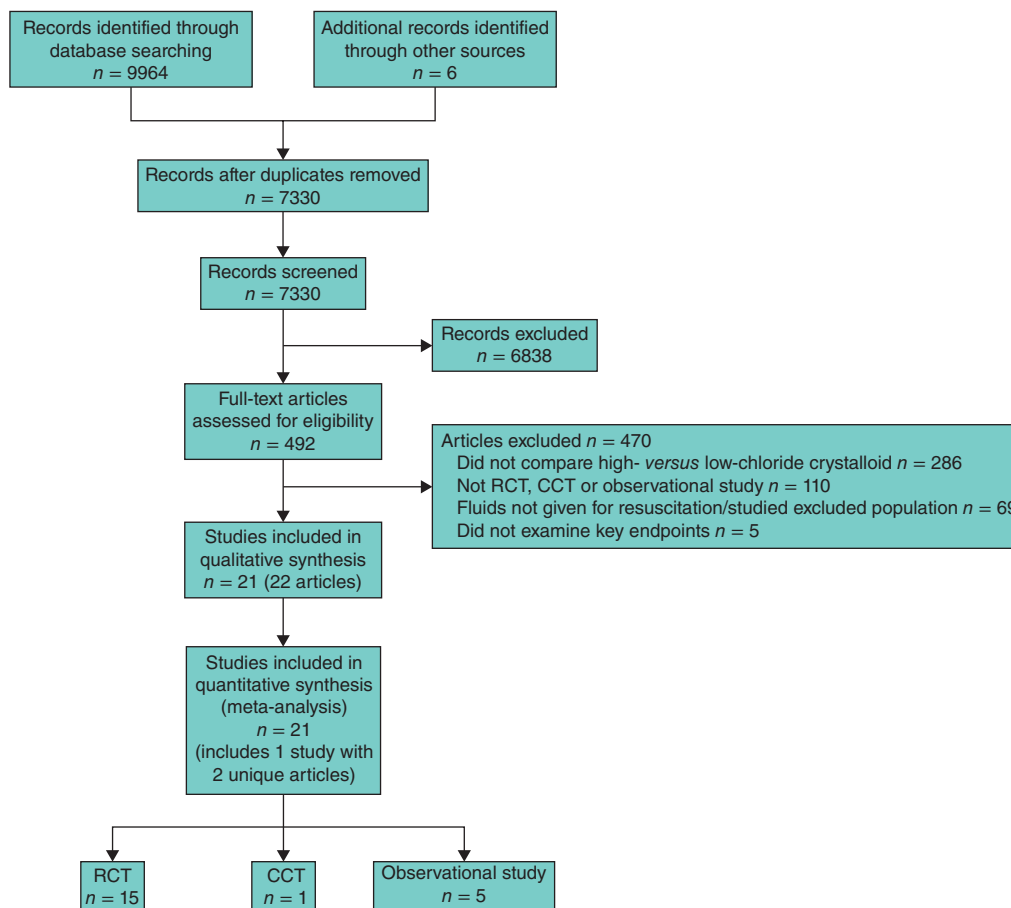 Records identified through
database searching
n = 9964
Additional records identified
through other sources
n = 6
Records after duplicates removed
n = 7330
Records screened
n = 7330
Records excluded
n = 6838
Full-text articles
assessed for eligibility
n = 492
Articles excluded n = 470
Did not compare high- versus low-chloride crystalloid n = 286
Not RCT, CCT or observational study n = 110
Fluids not given for resuscitation/studied excluded population n = 69
Did not examine key endpoints n = 5
Studies included in
qualitative synthesis
n = 21 (22 articles)
Studies included in
quantitative synthesis
(meta-analysis)
n = 21
(includes 1 study with
2 unique articles)
RCT
n = 15
CCT
n = 1
Observational study
n = 5